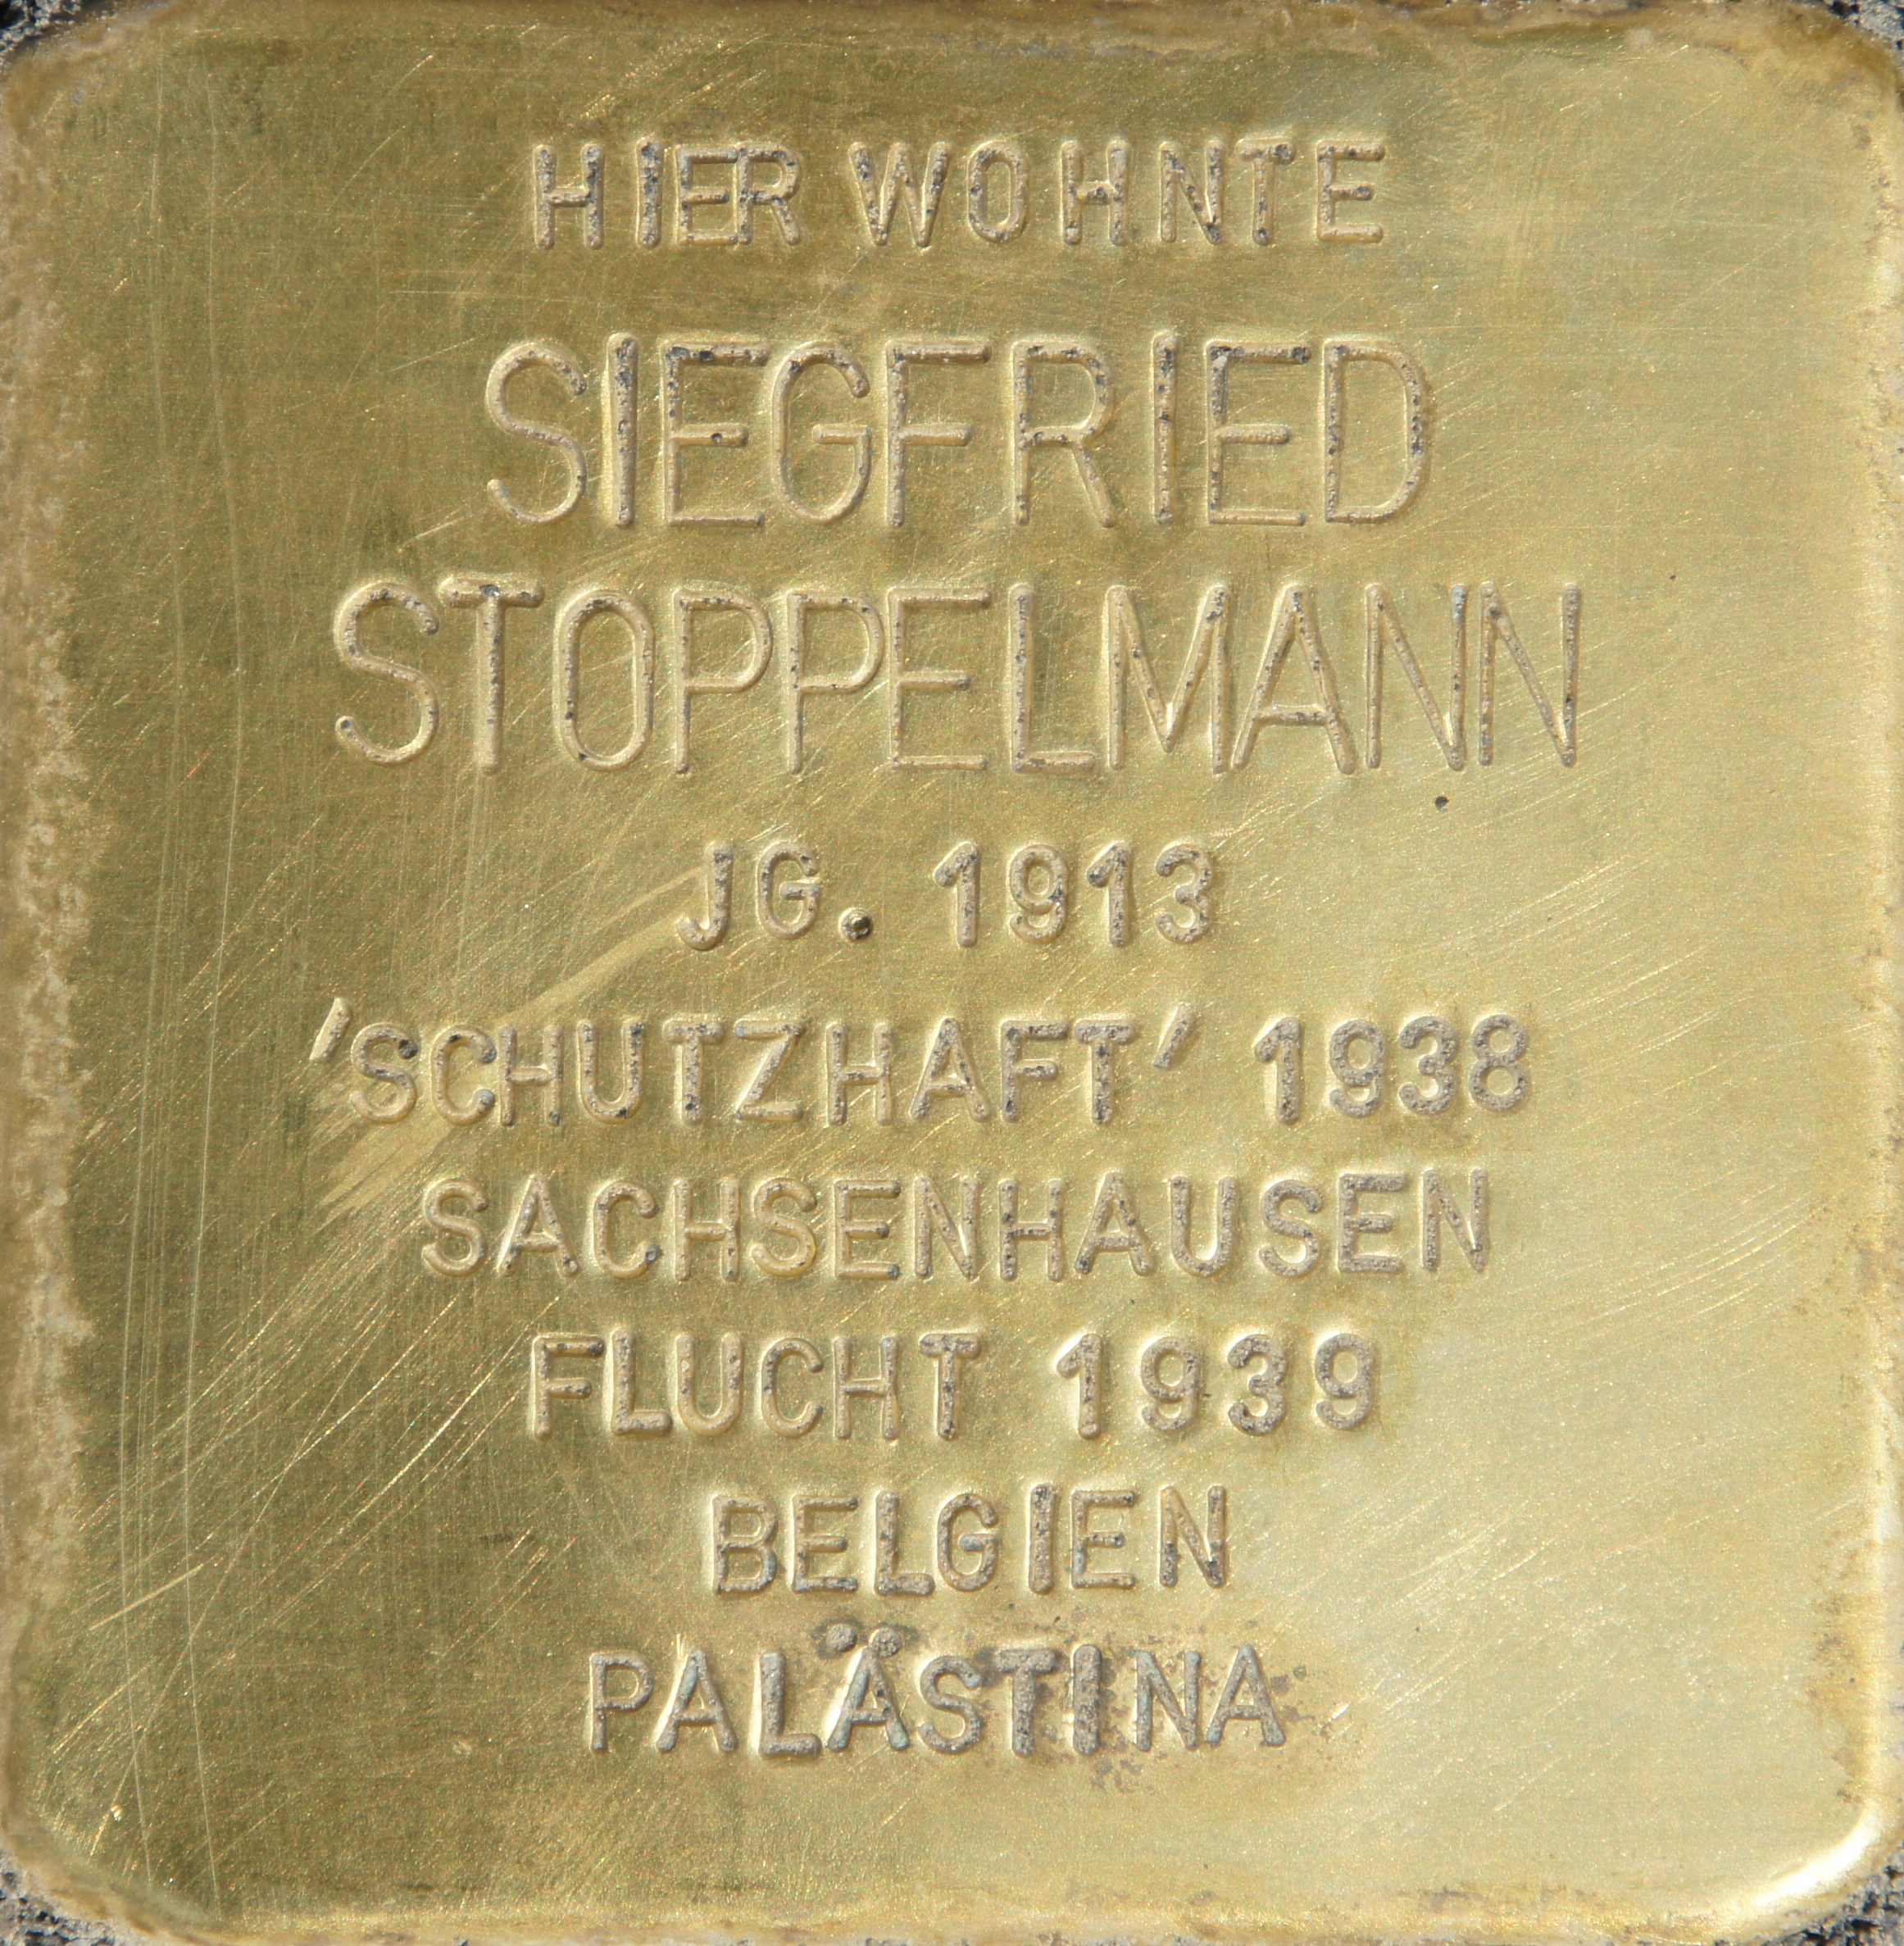 HIER WOHNTE
SIEGFRIED
STOPPELMANN
JG. 1913
'SCHUTZHAFT' 1938
SACHSENHAUSEN
FLUCHT 1939
BELGIEN
PALÄSTINA